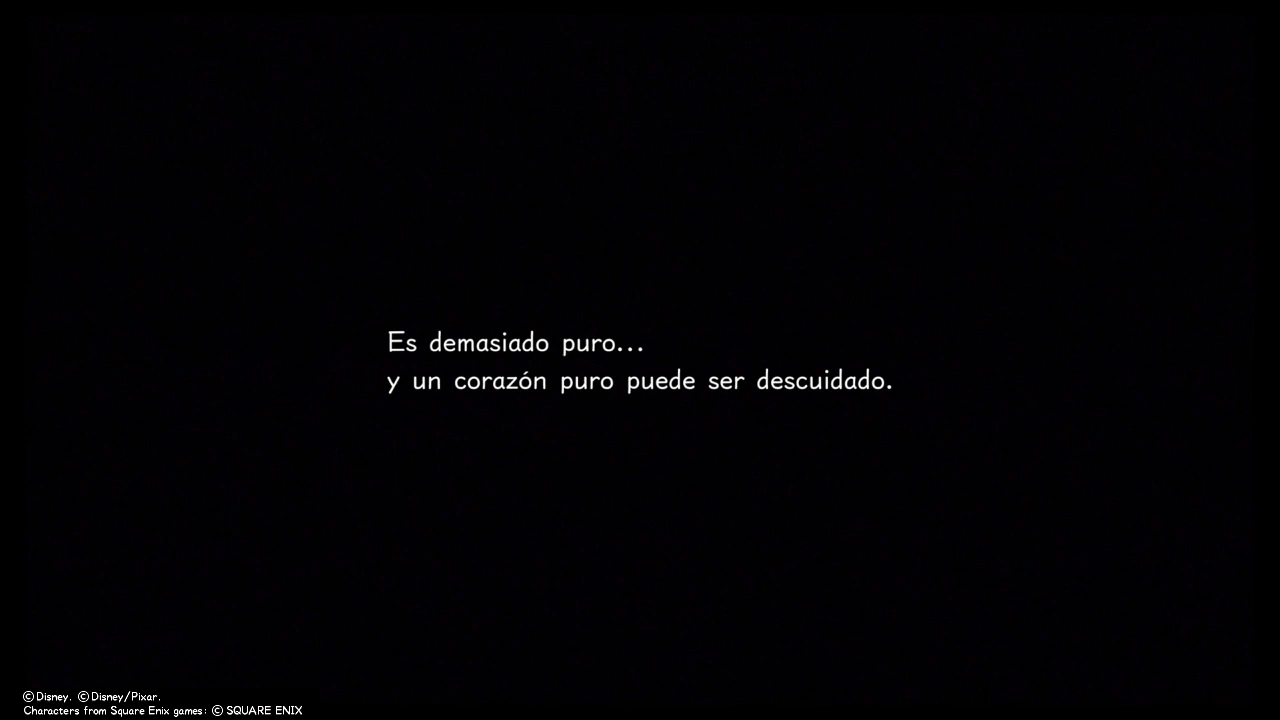 Es demasiado puro...
y un corazón puro puede ser descuidado.
©Disney. ©Disney/Pixar.
Characters from Square Enix games: © SQUARE ENIX